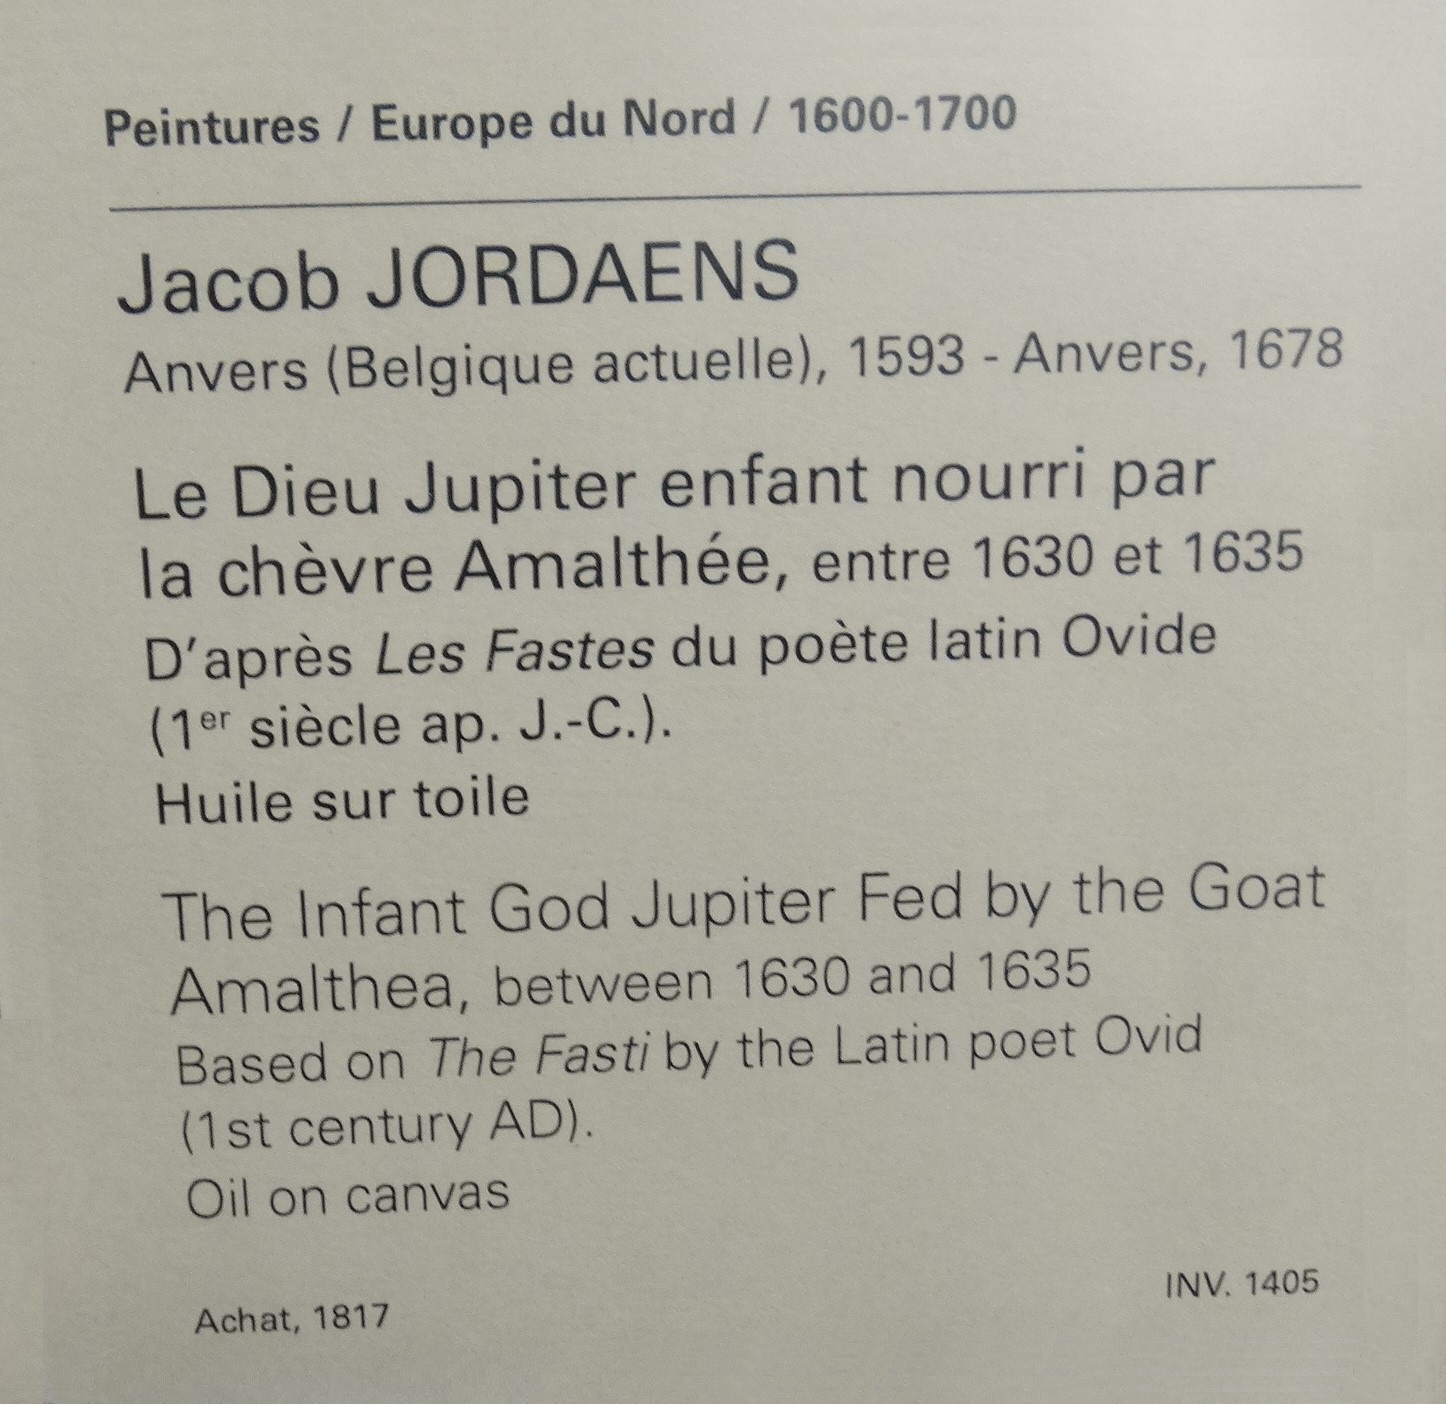 Peintures / Europe du Nord / 1600-1700
Jacob JORDAENS
Anvers (Belgique actuelle), 1593 - Anvers, 1678
Le Dieu Jupiter enfant nourri par
la chèvre Amalthée, entre 1630 et 1635
D'après Les Fastes du poète latin Ovide
(1er siècle ap. J.-C.).
Huile sur toile
The Infant God Jupiter Fed by the Goat
Amalthea, between 1630 and 1635
Based on The Fasti by the Latin poet Ovid
(1st century AD).
Oil on canvas
Achat, 1817
INV. 1405